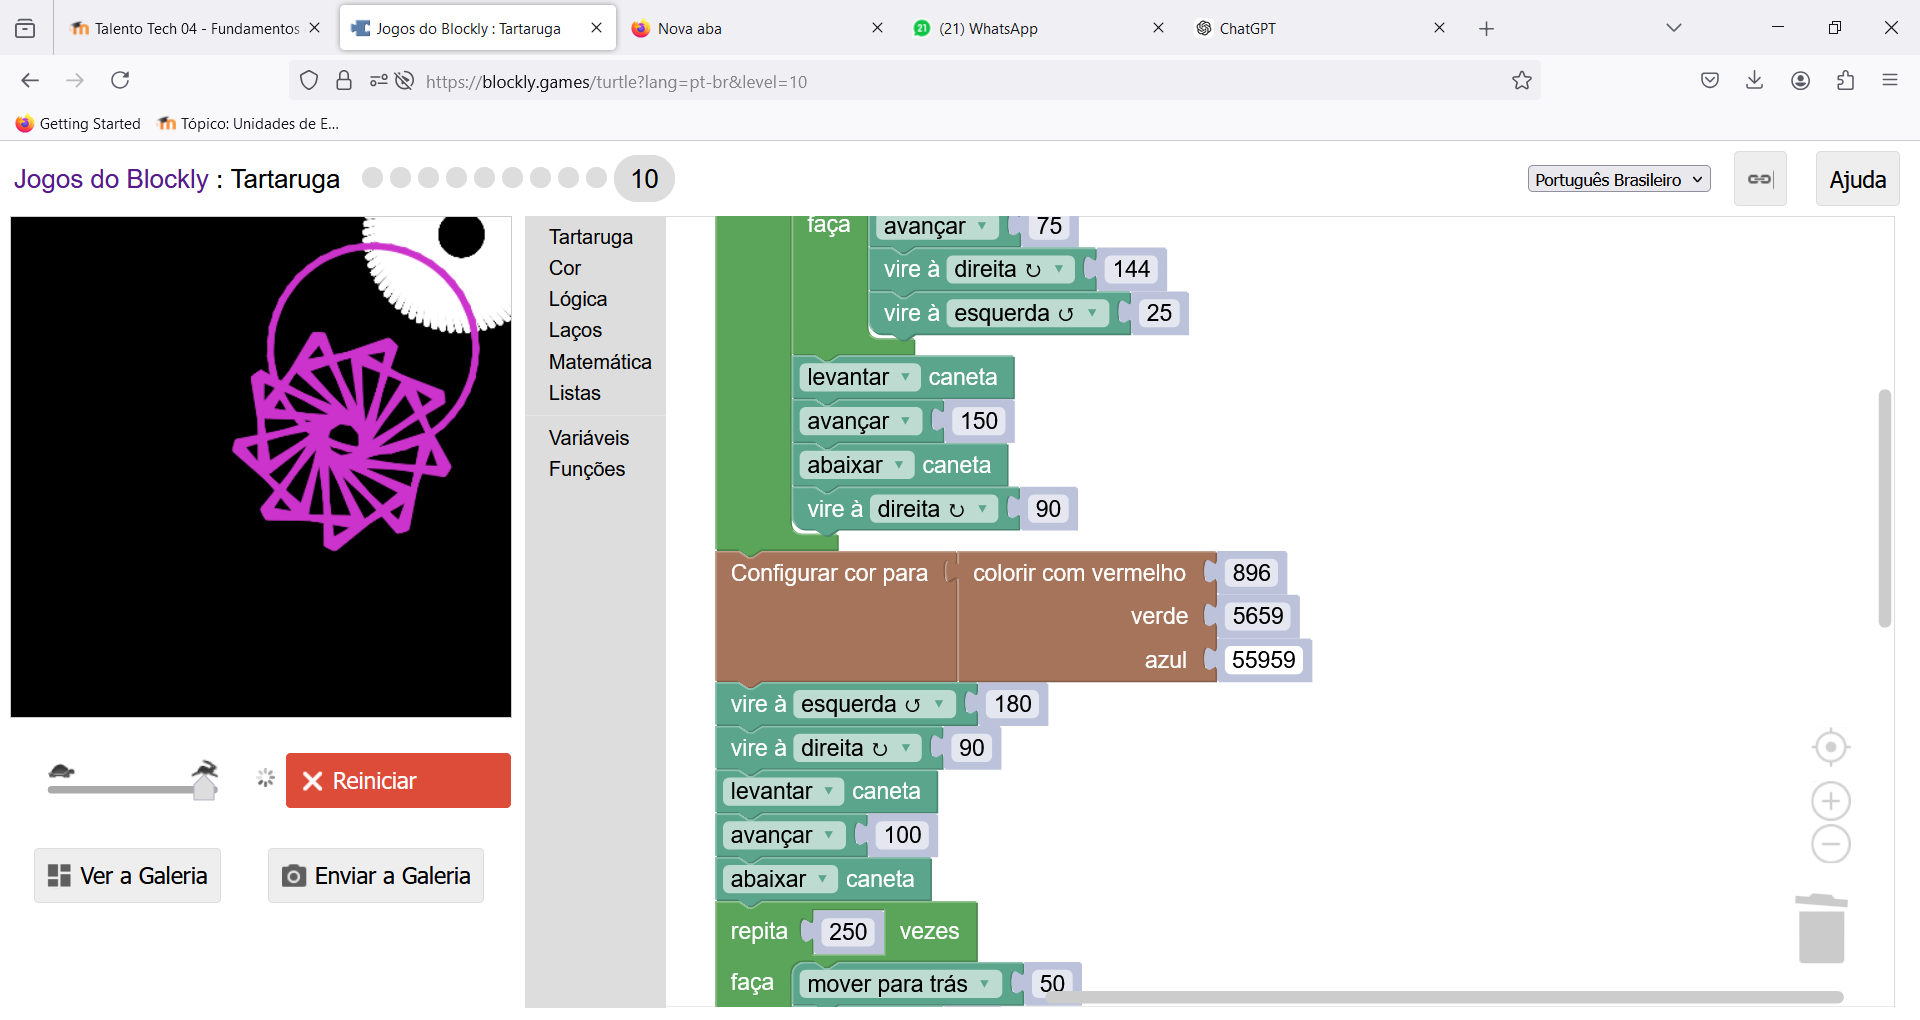 Talento Tech 04 - Fundamentos
Jogos do Blockly : Tartaruga
Nova aba
21 (21) WhatsApp
ChatGPT
https://blockly.games/turtle?lang=pt-br&level=10
Getting Started
Tópico: Unidades de E...
Jogos do Blockly : Tartaruga
10
Português Brasileiro
Ajuda
Tartaruga
Cor
Lógica
Laços
Matemática
Listas
Variáveis
Funções
faça avançar 75
vire à direita ↻ 144
vire à esquerda ↺ 25
levantar caneta
avançar 150
abaixar caneta
vire à direita ↻ 90
Configurar cor para colorir com vermelho 896
verde 5659
azul 55959
vire à esquerda ↺ 180
vire à direita ↻ 90
levantar caneta
avançar 100
abaixar caneta
repita 250 vezes
faça mover para trás 50
Reiniciar
Ver a Galeria
Enviar a Galeria